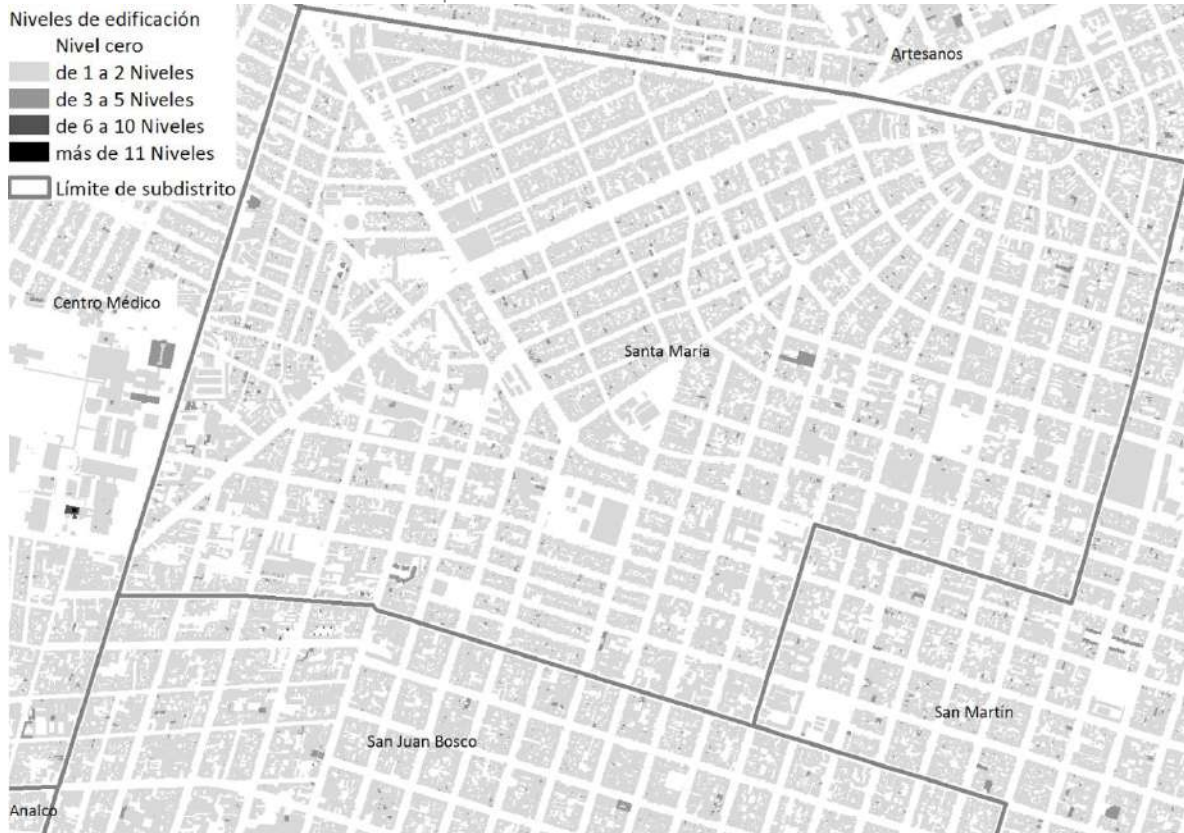 Niveles de edificación
Nivel cero
de 1 a 2 Niveles
de 3 a 5 Niveles
de 6 a 10 Niveles
más de 11 Niveles
Límite de subdistrito
Artesanos
Centro Médico
Santa María
San Martín
San Juan Bosco
Analco